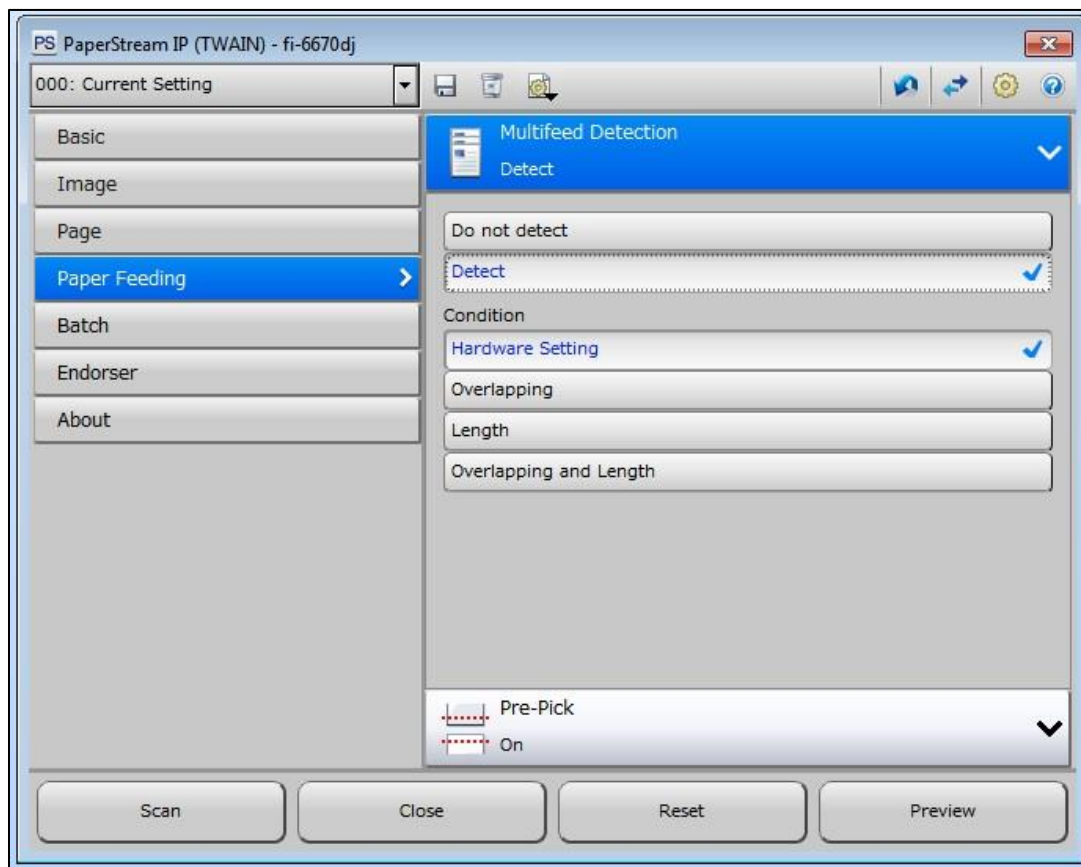 PS PaperStream IP (TWAIN) - fi-6670dj
000: Current Setting
Basic
Image
Page
Paper Feeding
Batch
Endorser
About
Multifeed Detection
Detect
Do not detect
Detect
Condition
Hardware Setting
Overlapping
Length
Overlapping and Length
Pre-Pick
On
Scan
Close
Reset
Preview